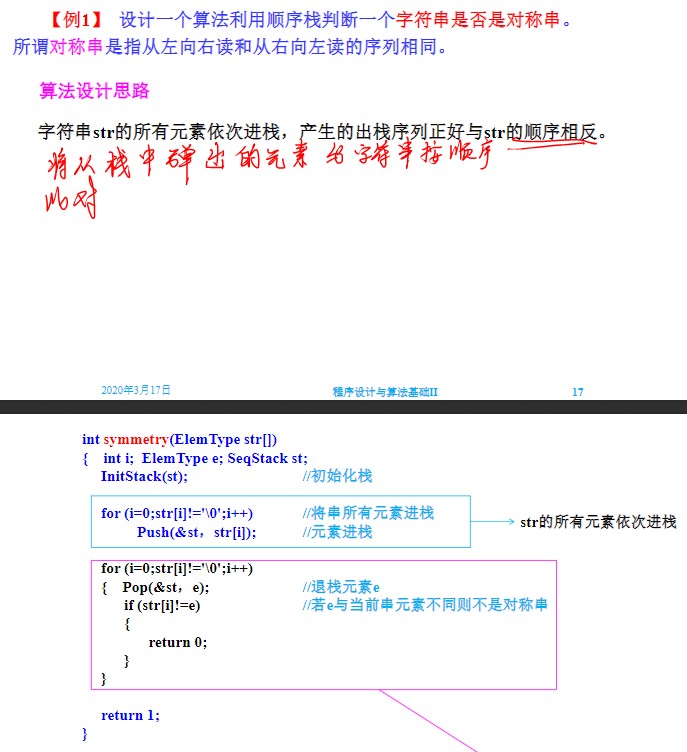 【例1】 设计一个算法利用顺序栈判断一个字符串是否是对称串。
所谓对称串是指从左向右读和从右向左读的序列相同。
算法设计思路
字符串str的所有元素依次进栈，产生的出栈序列正好与str的顺序相反。
将从栈中弹出的元素与字符串按顺序
比对
2020年3月17日 程序设计与算法基础II 17
int symmetry(ElemType str[])
{ int i; ElemType e; SeqStack st;
InitStack(st); //初始化栈
for (i=0;str[i]!='\0';i++) //将串所有元素进栈
Push(&st，str[i]); //元素进栈
str的所有元素依次进栈
for (i=0;str[i]!='\0';i++)
{ Pop(&st，e); //退栈元素e
if (str[i]!=e) //若e与当前串元素不同则不是对称串
{
return 0;
}
}
return 1;
}